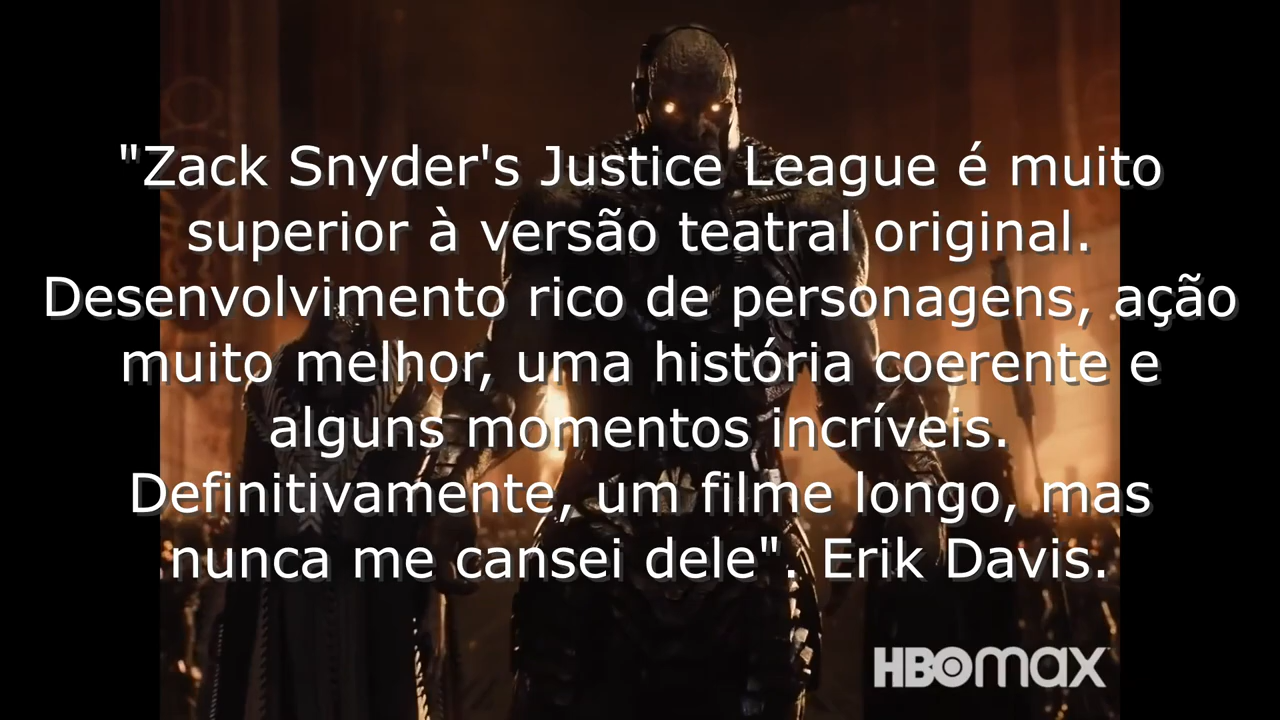 "Zack Snyder's Justice League é muito
superior à versão teatral original.
Desenvolvimento rico de personagens, ação
muito melhor, uma história coerente e
alguns momentos incríveis.
Definitivamente, um filme longo, mas
nunca me cansei dele". Erik Davis.
HBOmax